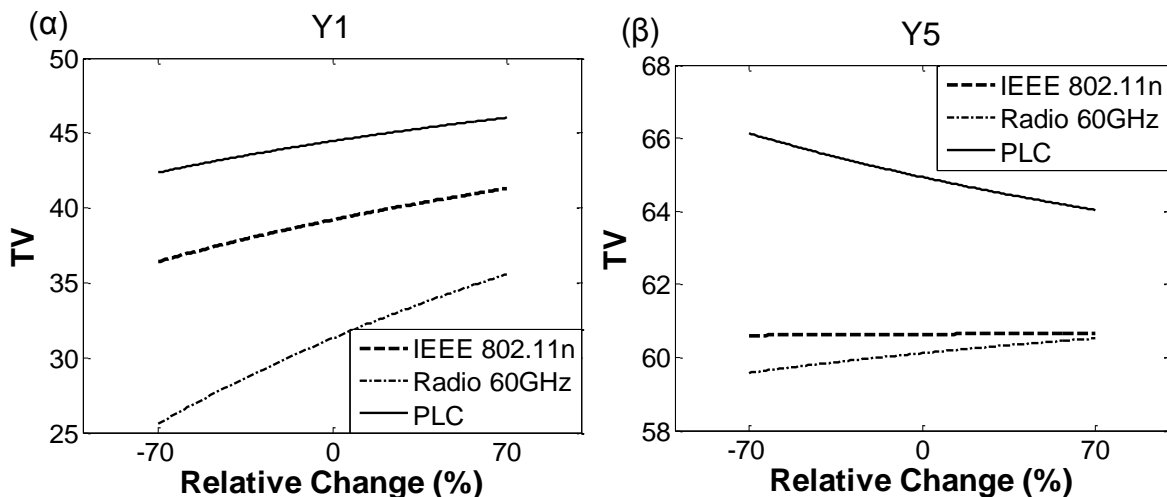 (α)
Y1
50
45
40
35
30
25
TV
IEEE 802.11n
Radio 60GHz
PLC
-70
0
70
Relative Change (%)
(β)
Y5
68
66
64
62
60
58
TV
IEEE 802.11n
Radio 60GHz
PLC
-70
0
70
Relative Change (%)